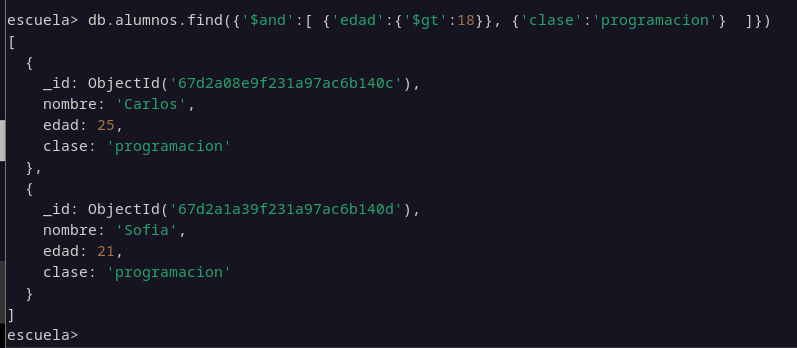 escuela> db.alumnos.find({'$and':[ {'edad':{'$gt':18}}, {'clase':'programacion'}  ]})
[
  {
    _id: ObjectId('67d2a08e9f231a97ac6b140c'),
    nombre: 'Carlos',
    edad: 25,
    clase: 'programacion'
  },
  {
    _id: ObjectId('67d2a1a39f231a97ac6b140d'),
    nombre: 'Sofia',
    edad: 21,
    clase: 'programacion'
  }
]
escuela>